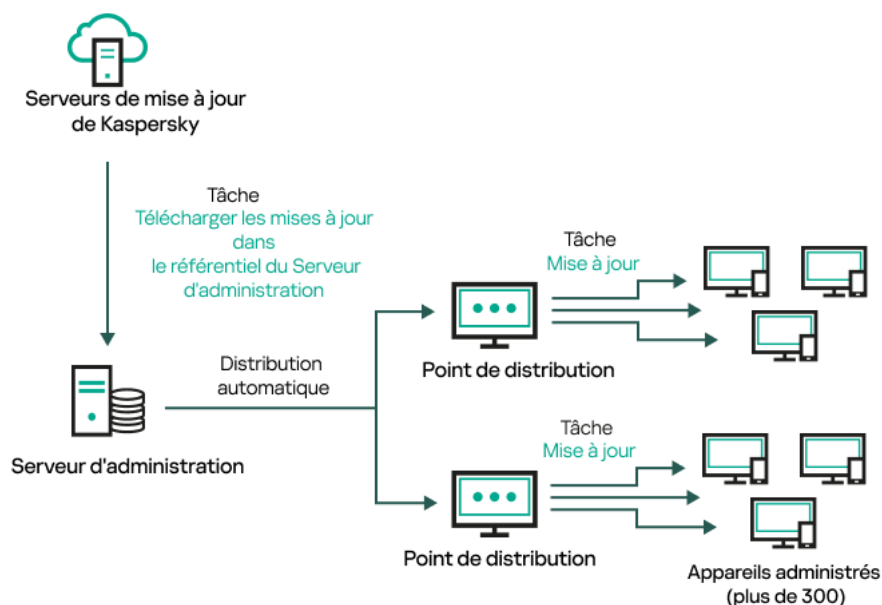 Serveurs de mise à jour
de Kaspersky
Tâche
Télécharger les mises à jour
dans
le référentiel du Serveur
d'administration
Tâche
Mise à jour
Distribution
automatique
Point de distribution
Serveur d'administration
Tâche
Mise à jour
Point de distribution
Appareils administrés
(plus de 300)